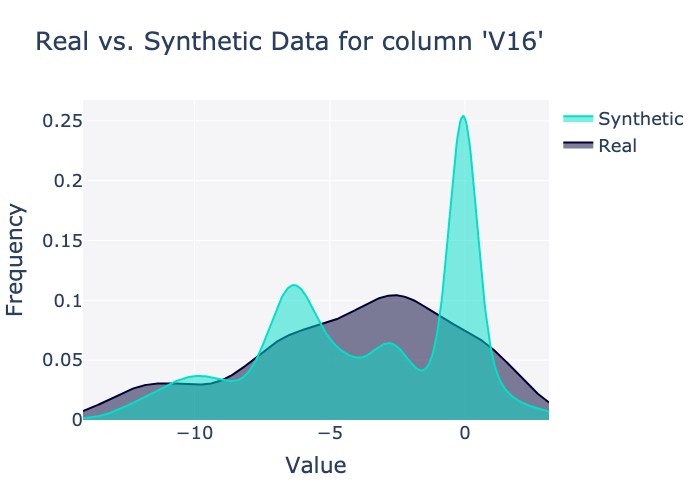 Real vs. Synthetic Data for column 'V16'
Synthetic
Real
0.25
0.2
0.15
0.1
0.05
0
Frequency
−10
−5
0
Value